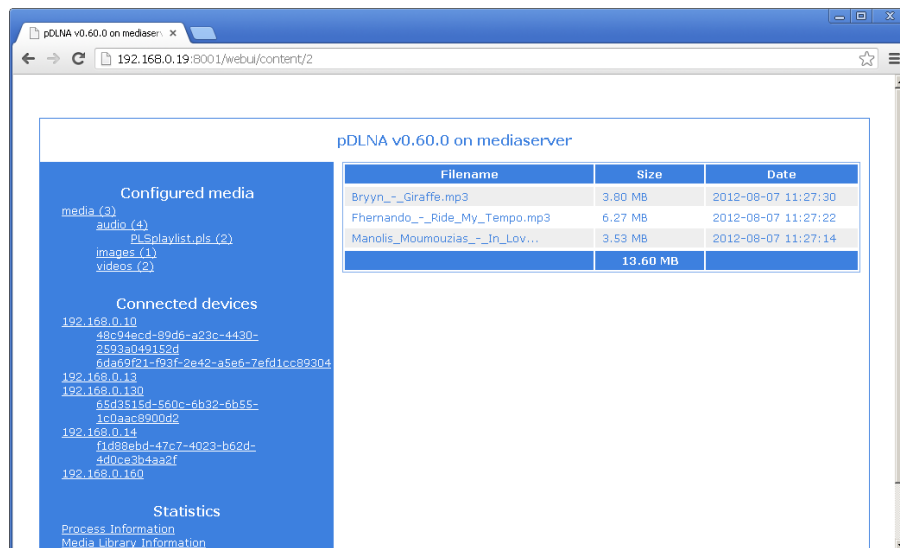 pDLNA v0.60.0 on mediaserv
192.168.0.19:8001/webui/content/2
pDLNA v0.60.0 on mediaserver
Configured media
media (3)
audio (4)
PLSplaylist.pls (2)
images (1)
videos (2)
Connected devices
192.168.0.10
48c94ecd-89d6-a23c-4430-
2593a049152d
6da69f21-f93f-2e42-a5e6-7efd1cc89304
192.168.0.13
192.168.0.130
65d3515d-560c-6b32-6b55-
1c0aac8900d2
192.168.0.14
f1d88ebd-47c7-4023-b62d-
4d0ce3b4aa2f
192.168.0.160
Statistics
Process Information
Media Library Information
Filename Size Date
Bryyn_-_Giraffe.mp3 3.80 MB 2012-08-07 11:27:30
Fhernando_-_Ride_My_Tempo.mp3 6.27 MB 2012-08-07 11:27:22
Manolis_Moumouzias_-_In_Lov... 3.53 MB 2012-08-07 11:27:14
13.60 MB